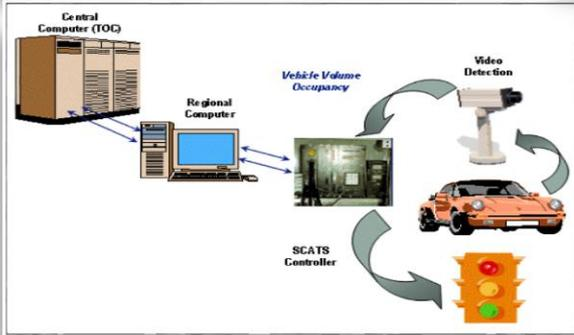 Central
Computer (TOC)
Video
Detection
Vehicle Volume
Occupancy
Regional
Computer
SCATS
Controller